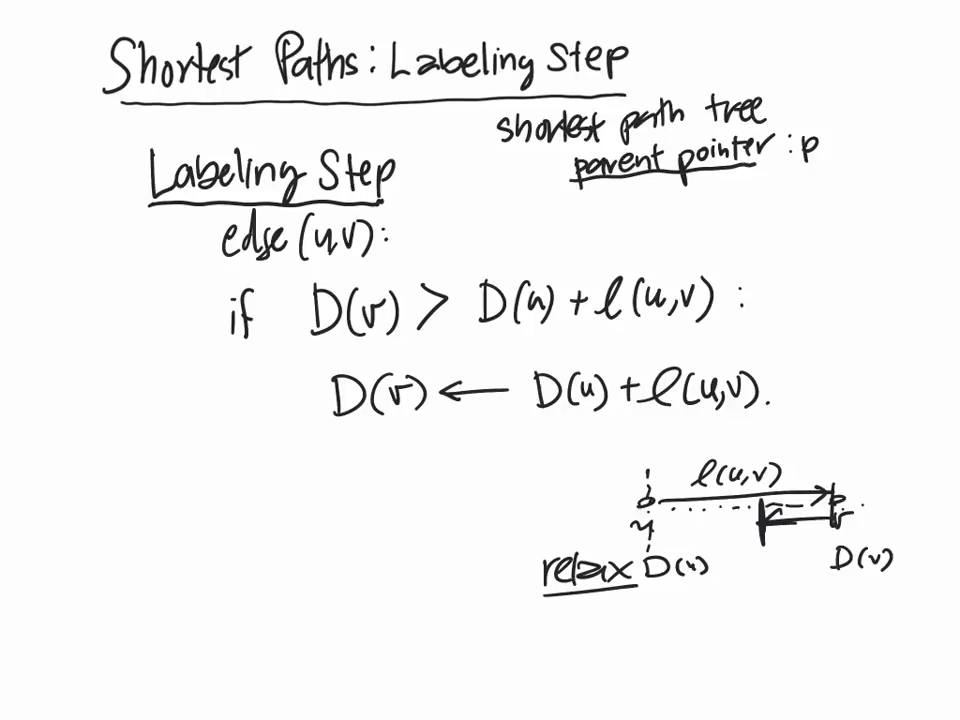 Shortest Paths: Labeling Step
shortest path tree
parent pointer: p
Labeling Step
edge (u,v):
if D(v) > D(u) + l(u,v) :
D(v) ← D(u) + l(u,v).
l(u,v)
u v
relax D(u) D(v)